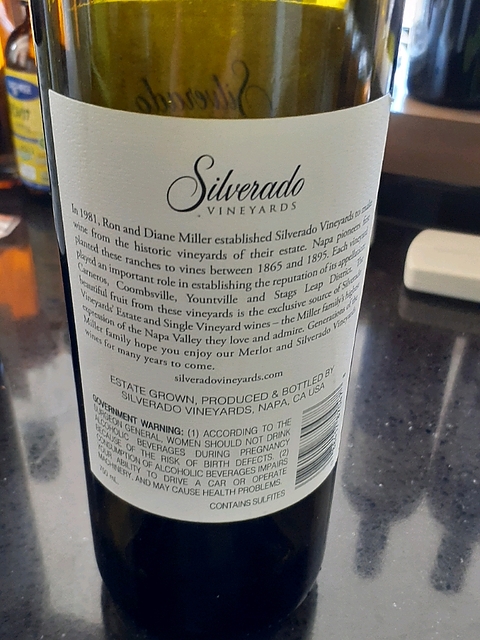 Silverado
Silverado
VINEYARDS
In 1981, Ron and Diane Miller established Silverado Vineyards to
wine from the historic vineyards of their estate. Napa pioneers first
planted these ranches to vines between 1865 and 1895. Each vineyard
played an important role in establishing the reputation of its appellation,
Carneros, Coombsville, Yountville and Stags Leap District. The
beautiful fruit from these vineyards is the exclusive source of Silverado
Vineyards' Estate and Single Vineyard wines – the Miller family's highest
expression of the Napa Valley they love and admire. Generations of the
Miller family hope you enjoy our Merlot and Silverado Vineyards
wines for many years to come.
silveradovineyards.com
ESTATE GROWN, PRODUCED & BOTTLED BY
SILVERADO VINEYARDS, NAPA, CA USA
GOVERNMENT WARNING: (1) ACCORDING TO THE
SURGEON GENERAL, WOMEN SHOULD NOT DRINK
ALCOHOLIC BEVERAGES DURING PREGNANCY
BECAUSE OF THE RISK OF BIRTH DEFECTS. (2)
CONSUMPTION OF ALCOHOLIC BEVERAGES IMPAIRS
YOUR ABILITY TO DRIVE A CAR OR OPERATE
MACHINERY, AND MAY CAUSE HEALTH PROBLEMS.
750 mL
CONTAINS SULFITES